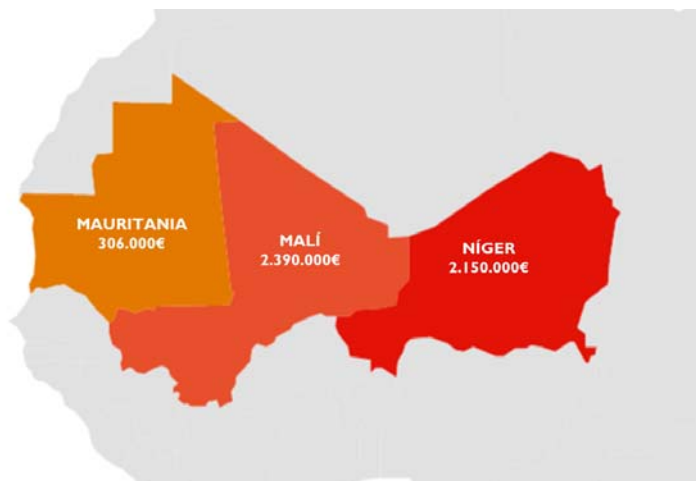 MAURITANIA
306.000€
MALÍ
2.390.000€
NÍGER
2.150.000€